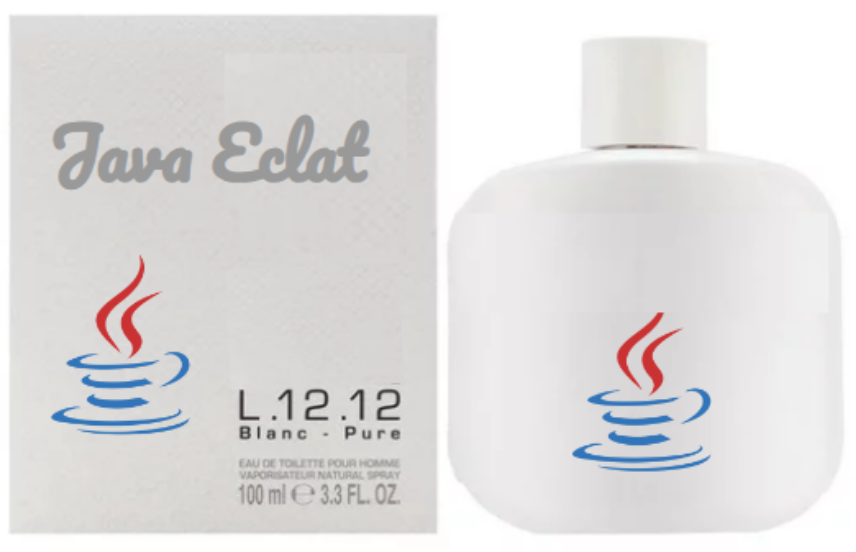 Java Eclat
L.12.12
Blanc - Pure
EAU DE TOILETTE POUR HOMME
VAPORISATEUR NATURAL SPRAY
100 ml ℮ 3.3 FL. OZ.